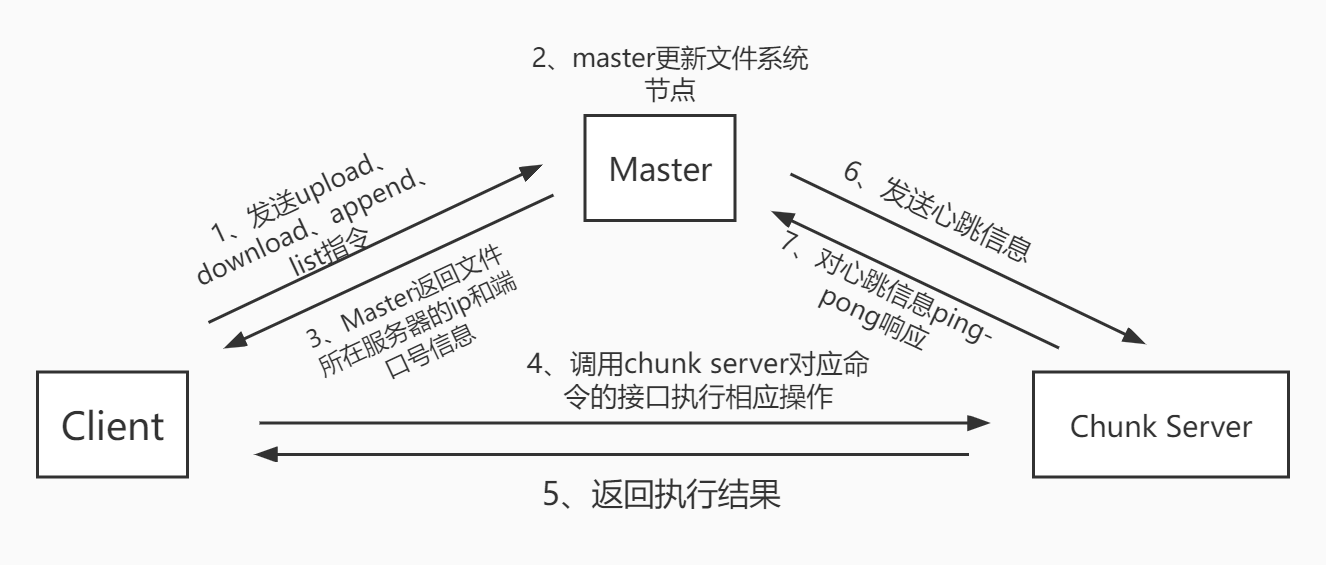 2、master更新文件系统
节点
Master
1、发送upload、
download、append、
list指令
3、Master返回文件
所在服务器的ip和端
口号信息
6、发送心跳信息
7、对心跳信息ping-
pong响应
4、调用chunk server对应命
令的接口执行相应操作
Client
Chunk Server
5、返回执行结果